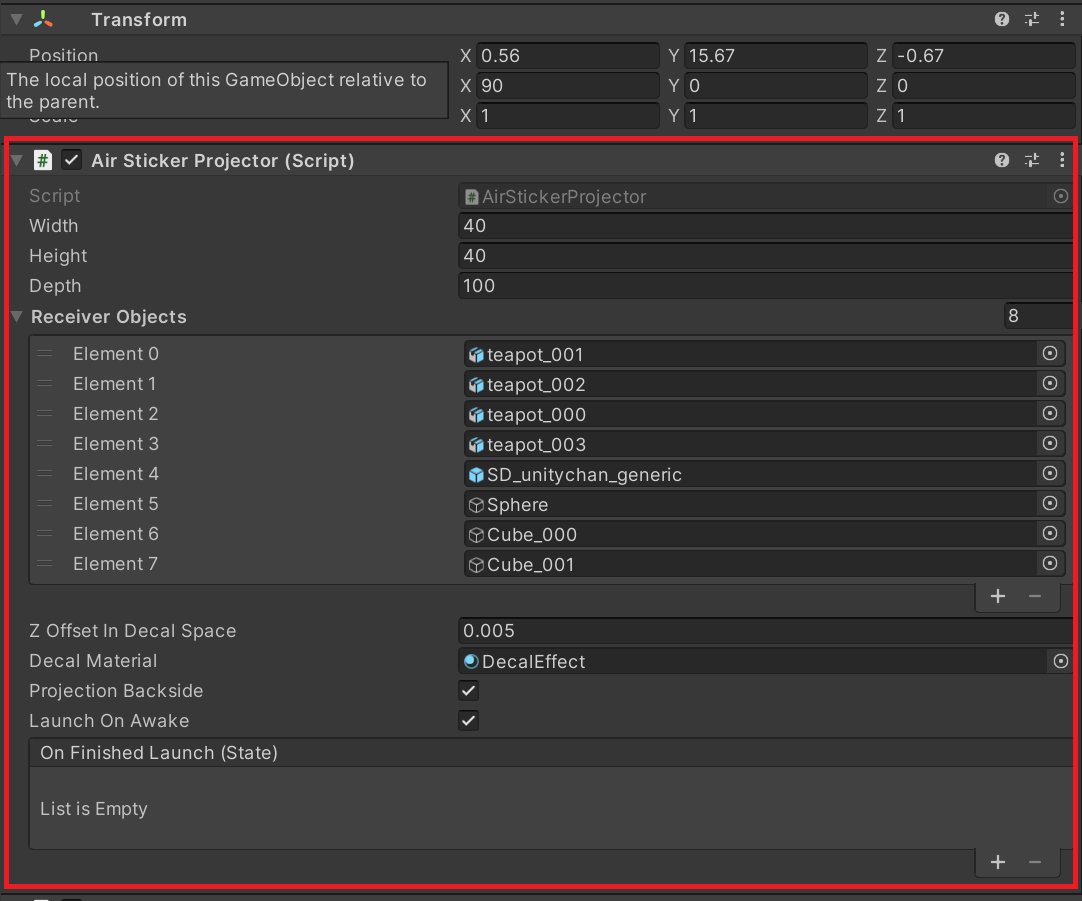 Transform
Position X 0.56 Y 15.67 Z -0.67
The local position of this GameObject relative to
the parent.
X 90 Y 0 Z 0
Scale X 1 Y 1 Z 1
# Air Sticker Projector (Script)
Script # AirStickerProjector
Width 40
Height 40
Depth 100
Receiver Objects 8
Element 0 teapot_001
Element 1 teapot_002
Element 2 teapot_000
Element 3 teapot_003
Element 4 SD_unitychan_generic
Element 5 Sphere
Element 6 Cube_000
Element 7 Cube_001
+ −
Z Offset In Decal Space 0.005
Decal Material DecalEffect
Projection Backside
Launch On Awake
On Finished Launch (State)
List is Empty
+ −